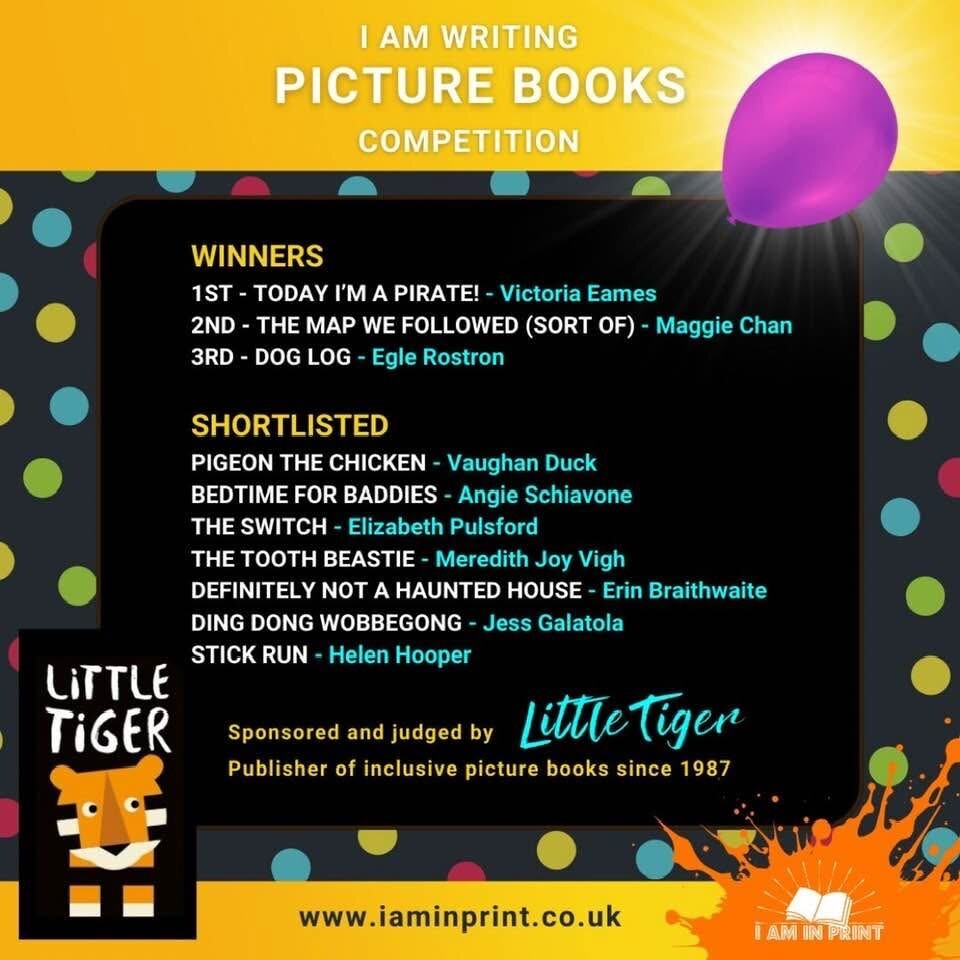 I AM WRITING
PICTURE BOOKS
COMPETITION
WINNERS
1ST - TODAY I'M A PIRATE! - Victoria Eames
2ND - THE MAP WE FOLLOWED (SORT OF) - Maggie Chan
3RD - DOG LOG - Egle Rostron
SHORTLISTED
PIGEON THE CHICKEN - Vaughan Duck
BEDTIME FOR BADDIES - Angie Schiavone
THE SWITCH - Elizabeth Pulsford
THE TOOTH BEASTIE - Meredith Joy Vigh
DEFINITELY NOT A HAUNTED HOUSE - Erin Braithwaite
DING DONG WOBBEGONG - Jess Galatola
STICK RUN - Helen Hooper
LiTTLE
TiGER
Sponsored and judged by Little Tiger
Publisher of inclusive picture books since 1987
www.iaminprint.co.uk
I AM IN PRINT